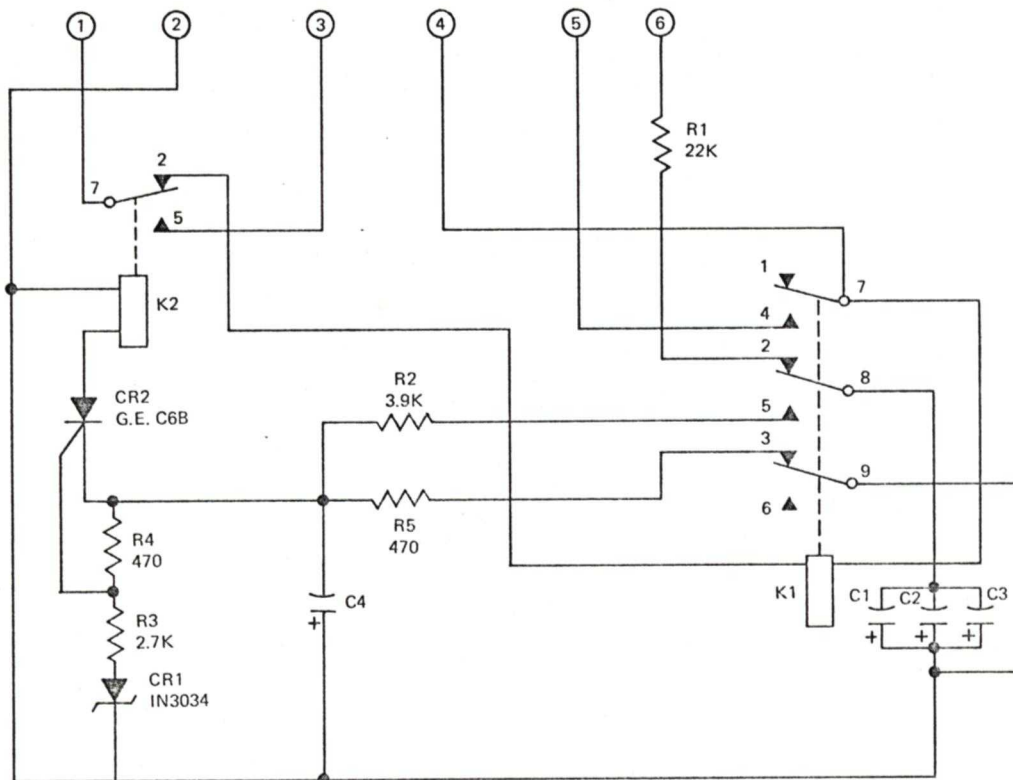 1 2 3 4 5 6
R1
22K
2
7
5
K2
1
7
4
2
8
R2
3.9K
CR2
G.E. C6B
5
3
9
R5
470
6
R4
470
C4
+
K1
C1 C2 C3
+ + +
R3
2.7K
CR1
IN3034